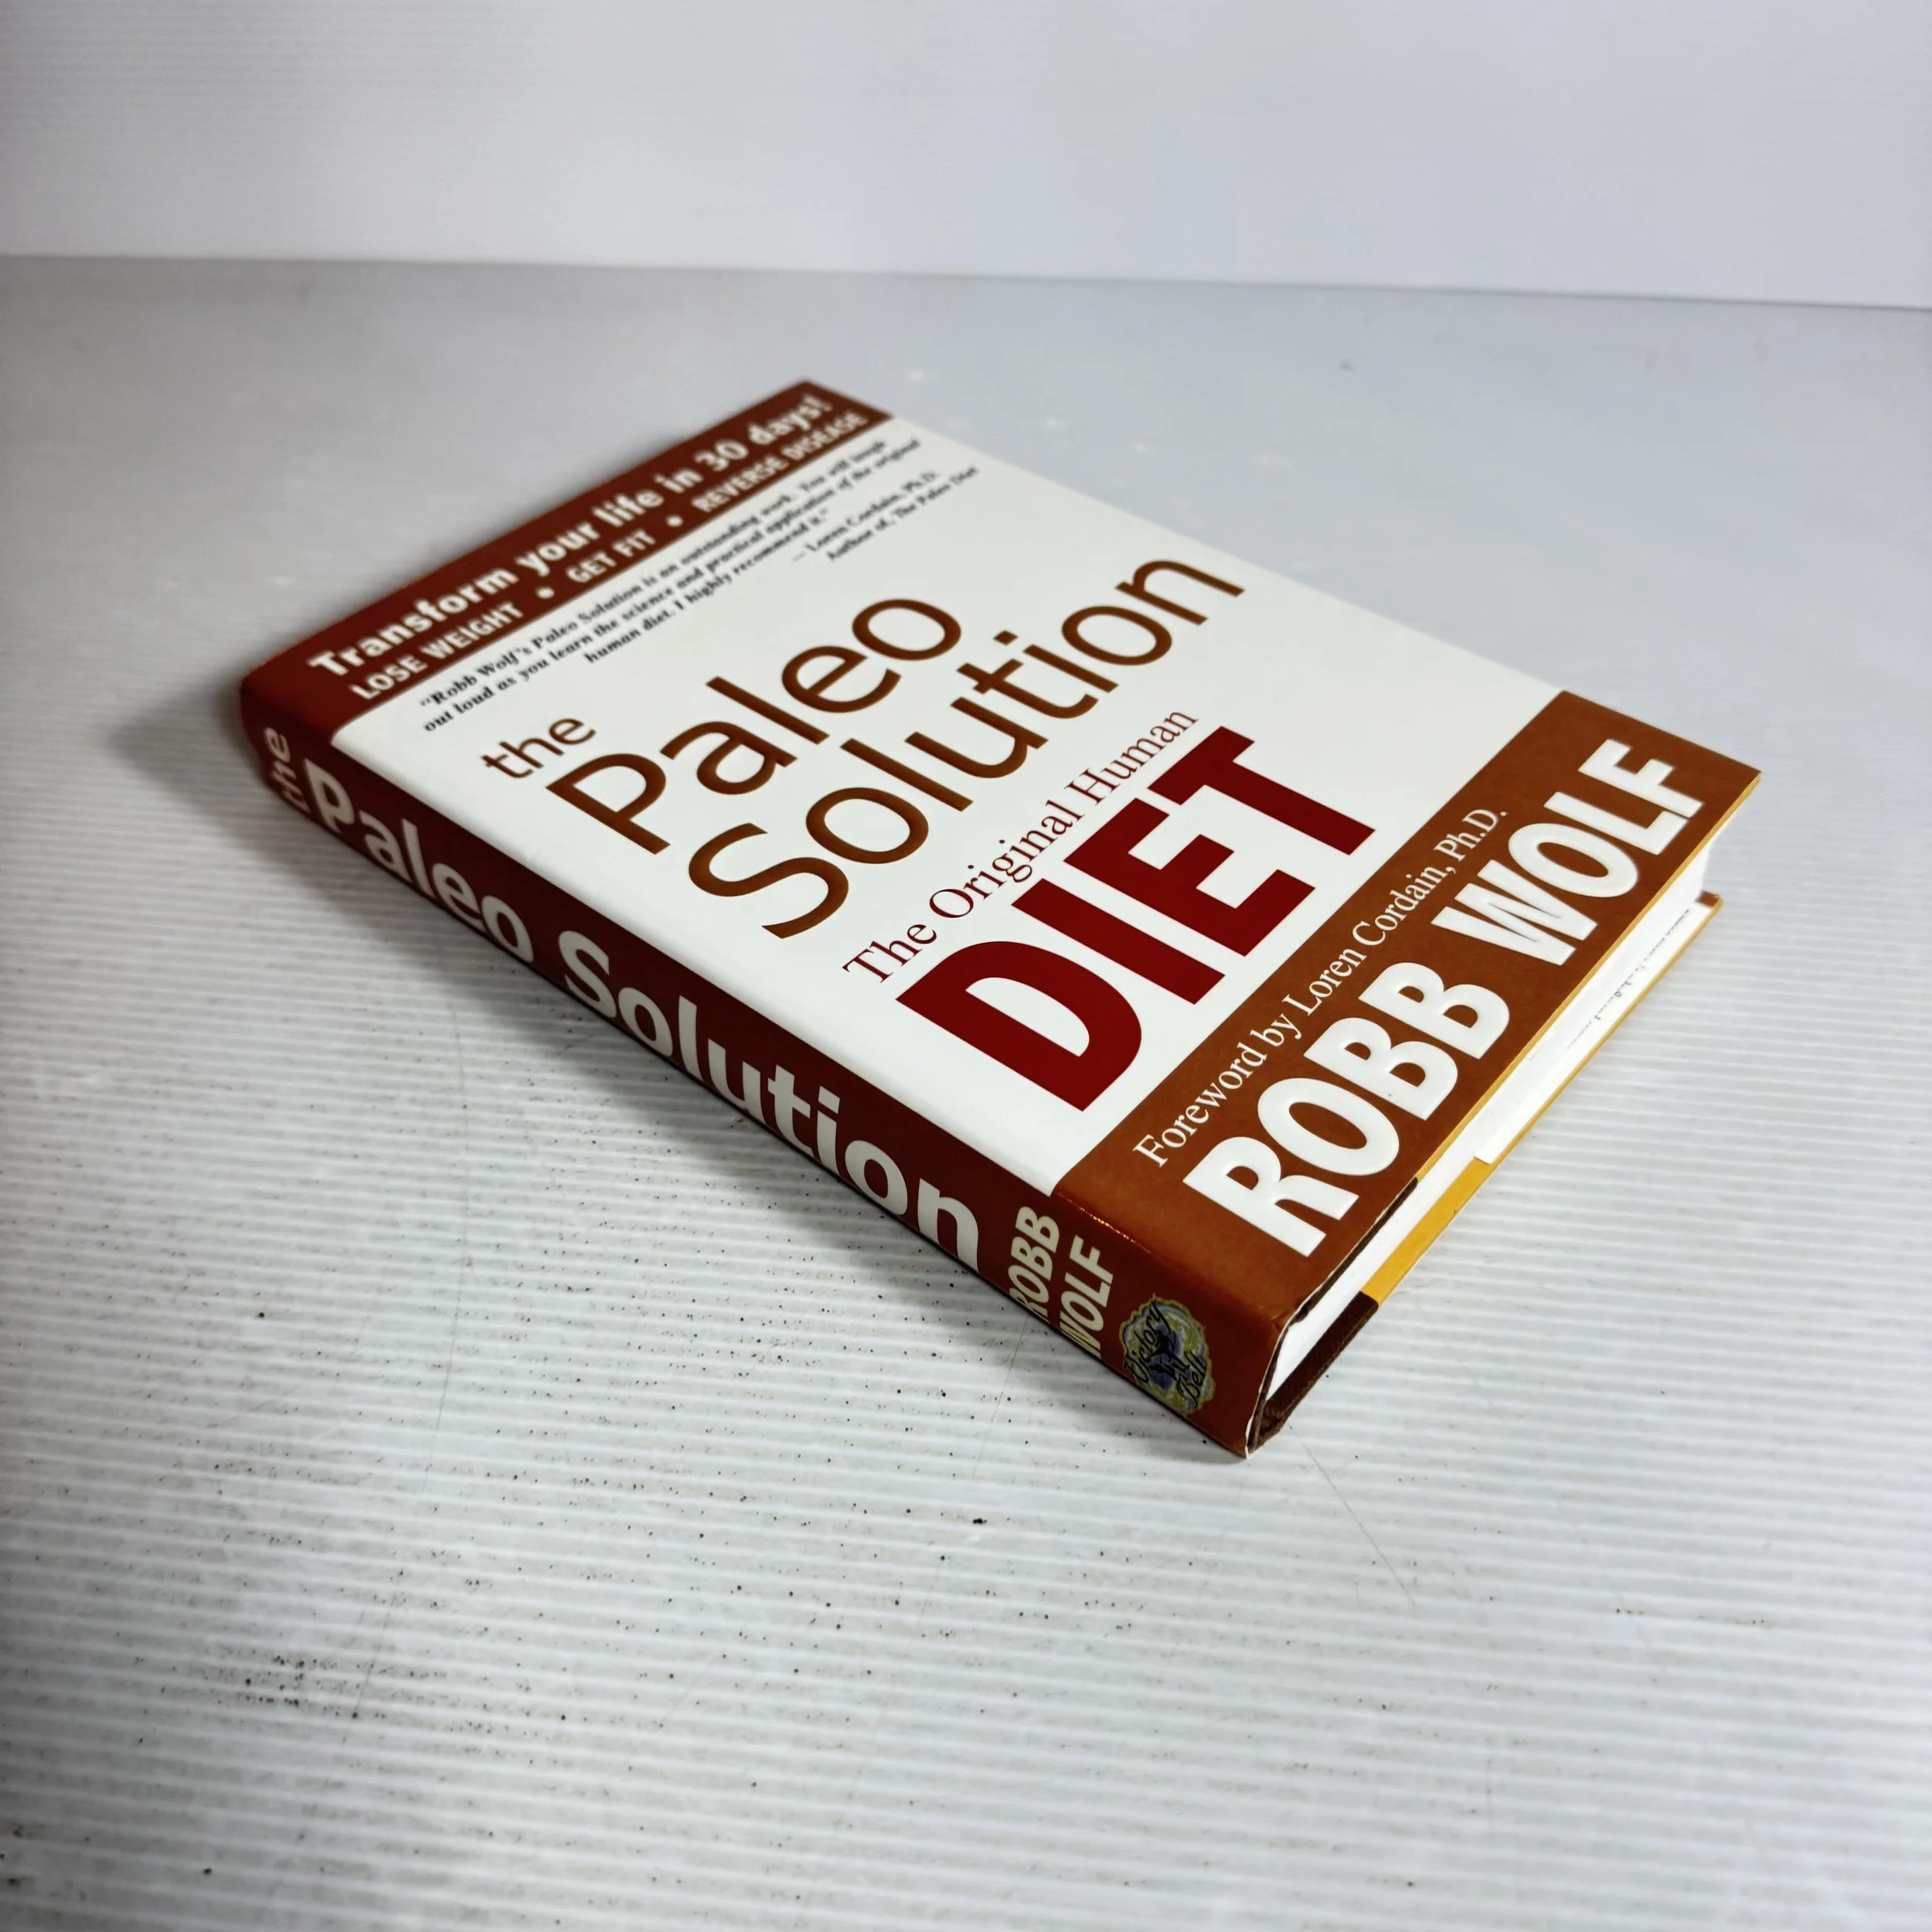 Transform your life in 30 days!
LOSE WEIGHT • GET FIT • REVERSE DISEASE
"Robb Wolf's Paleo Solution is an outstanding work. You will laugh
out loud as you learn the science and practical application of the original
human diet. I highly recommend it."
— Loren Cordain, Ph.D.
Author of, The Paleo Diet
the
Paleo
Solution
The Original Human
DIET
Foreword by Loren Cordain, Ph.D.
ROBB WOLF
the Paleo Solution
ROBB
WOLF
Victory
Belt